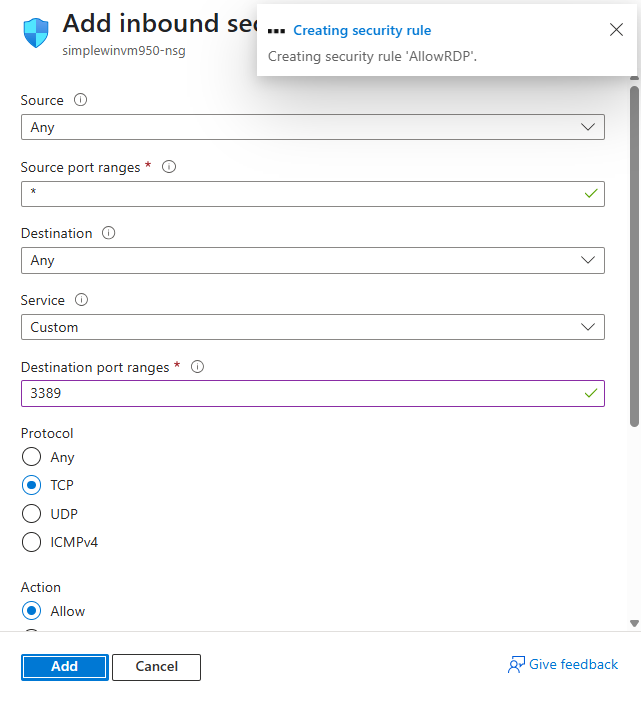 Add inbound sec
simplewinvm950-nsg
Creating security rule
Creating security rule 'AllowRDP'.
Source
Any
Source port ranges *
*
Destination
Any
Service
Custom
Destination port ranges *
3389
Protocol
Any
TCP
UDP
ICMPv4
Action
Allow
Add Cancel Give feedback